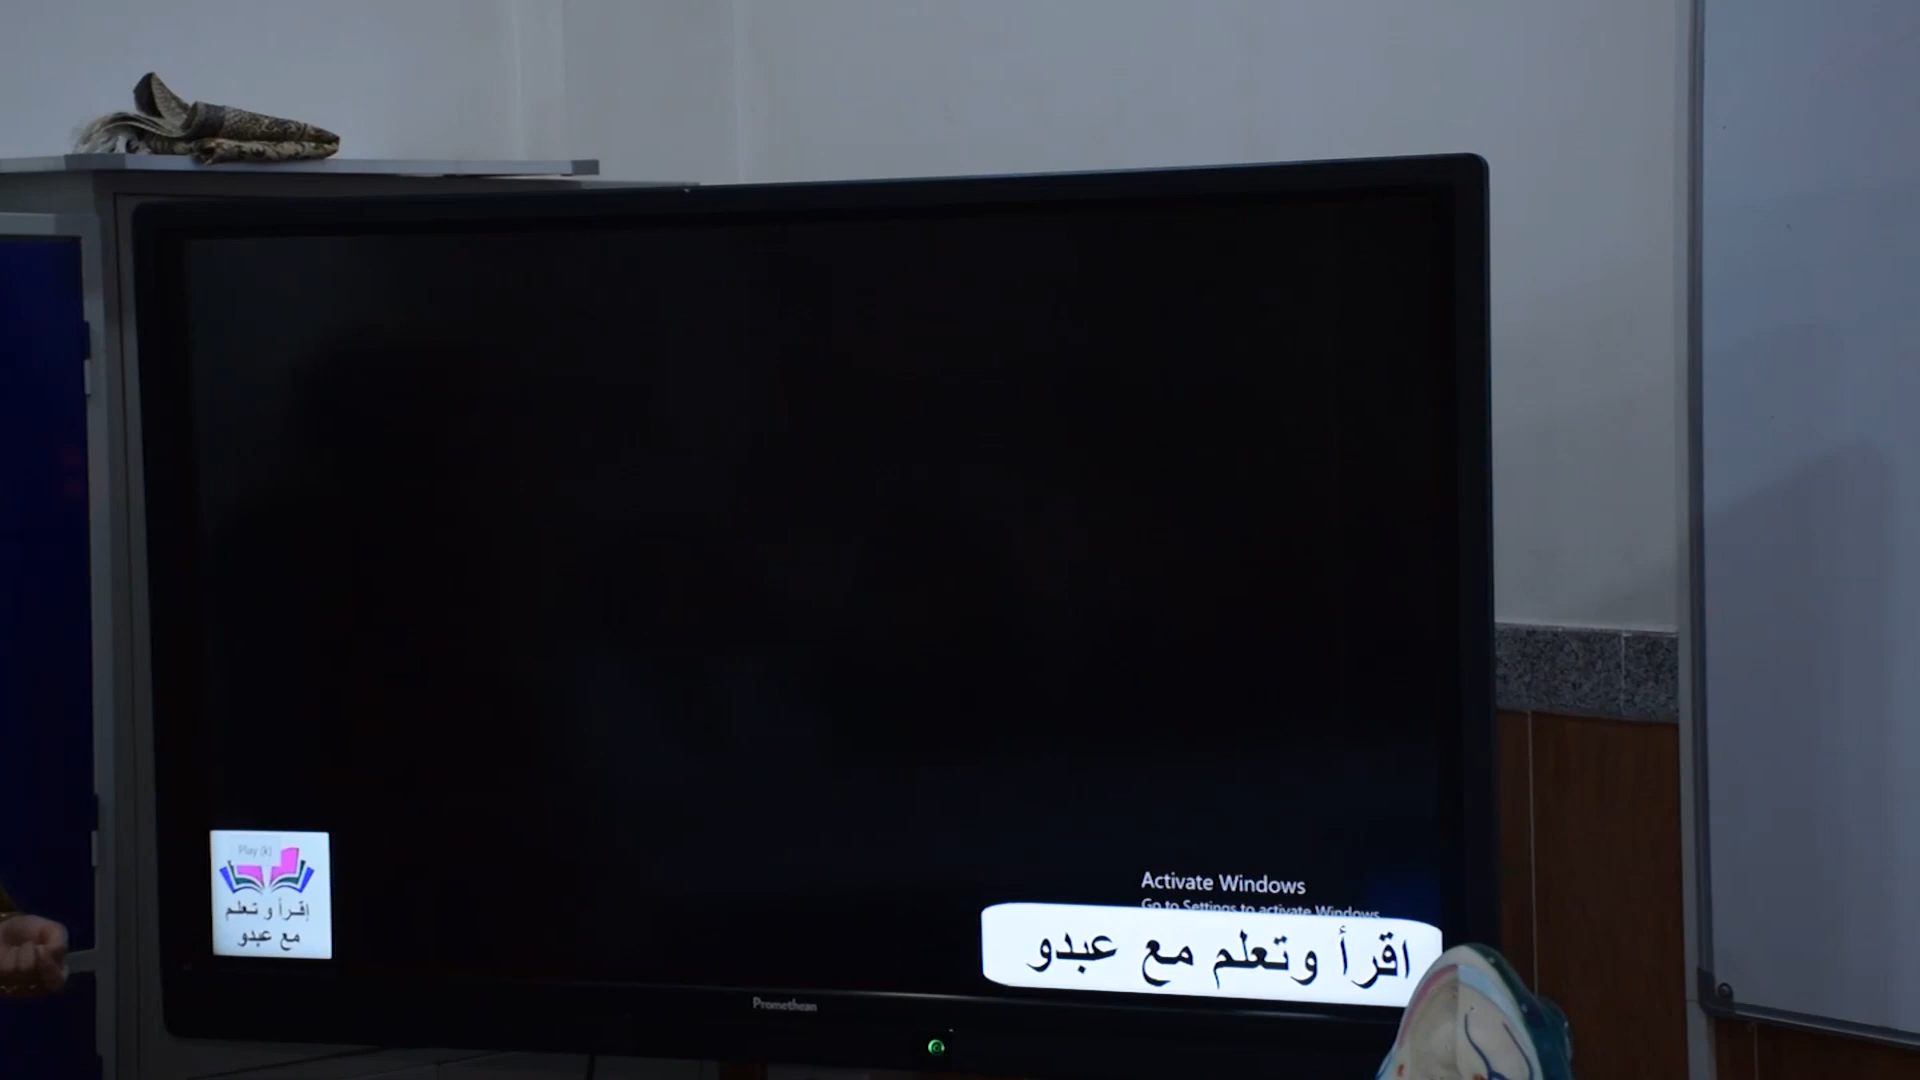 Play (k)
إقرأ و تعلم
مع عبدو
Activate Windows
Go to Settings to activate Windows.
اقرأ وتعلم مع عبدو
Promethean